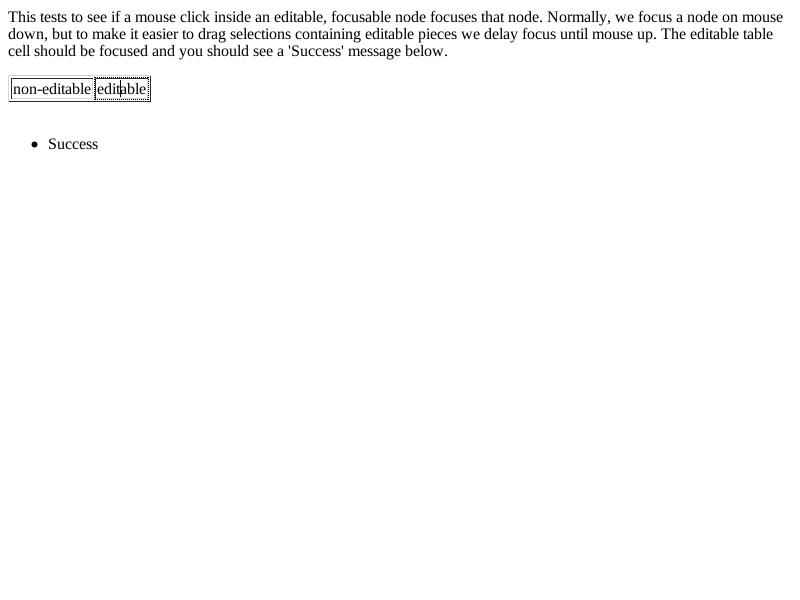 This tests to see if a mouse click inside an editable, focusable node focuses that node. Normally, we focus a node on mouse
down, but to make it easier to drag selections containing editable pieces we delay focus until mouse up. The editable table
cell should be focused and you should see a 'Success' message below.
non-editable editable
• Success